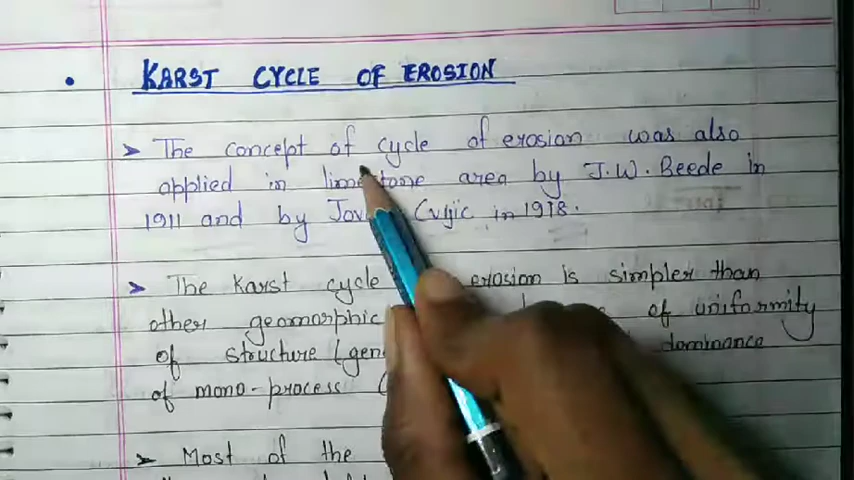 • KARST CYCLE OF EROSION
➤ The concept of cycle of erosion was also
applied in limestone area by J.W. Beede in
1911 and by Cvijic in 1918.
➤ The Karst cycle erosion is simpler than
other geomorphic of uniformity
of structure dominance
of mono-process
➤ Most of the